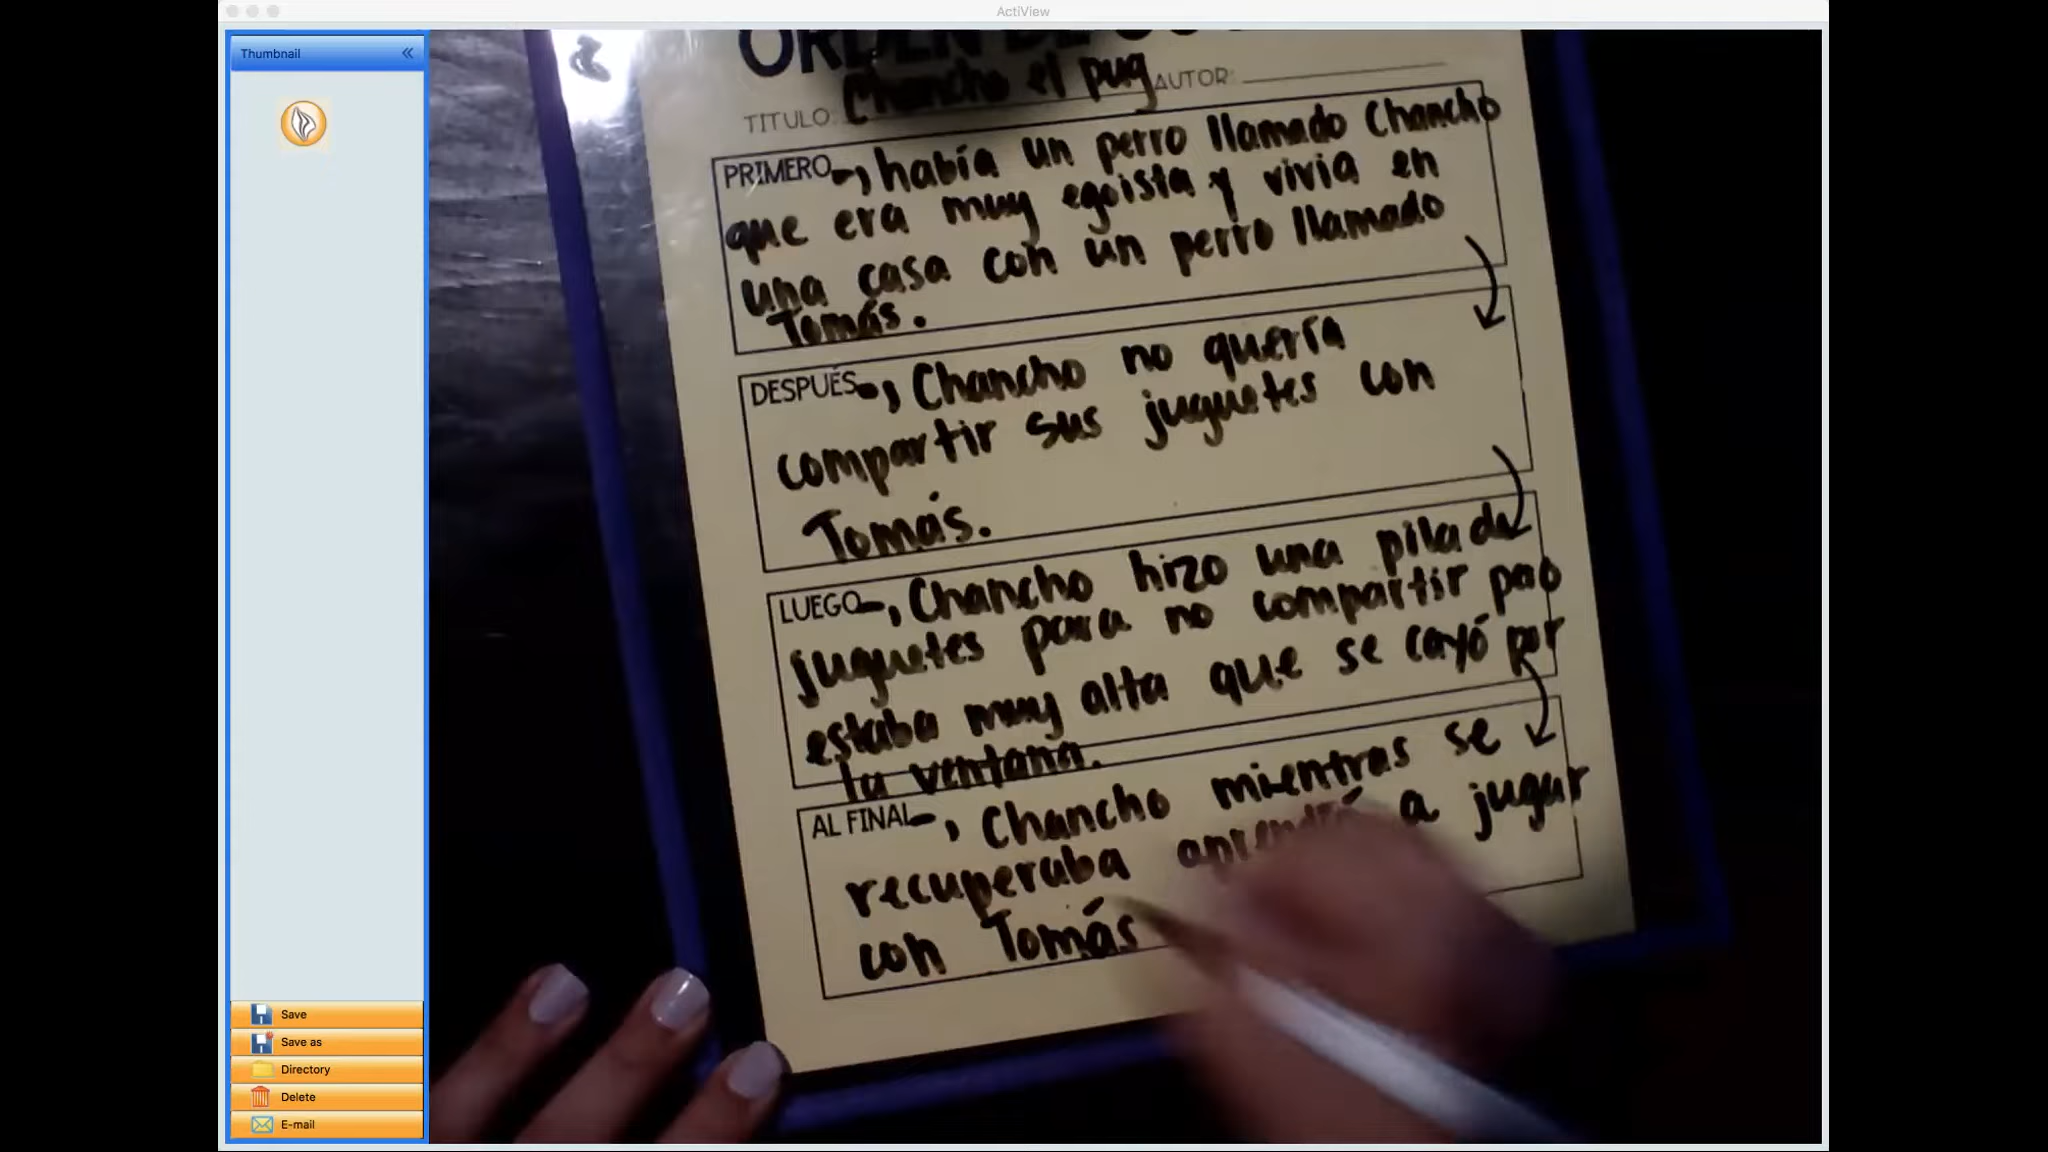 ActiView
Thumbnail
ORDEN DE
TITULO: Chancho el pug AUTOR:
PRIMERO, había un perro llamado Chancho
que era muy egoista y vivia en
una casa con un perro llamado
Tomás.
DESPUÉS, Chancho no quería
compartir sus juguetes con
Tomás.
LUEGO, Chancho hizo una pila de
juguetes para no compartir pero
estaba muy alta que se cayó por
la ventana.
AL FINAL, Chancho mientras se
recuperaba aprendió a jugar
con Tomás
Save
Save as
Directory
Delete
E-mail